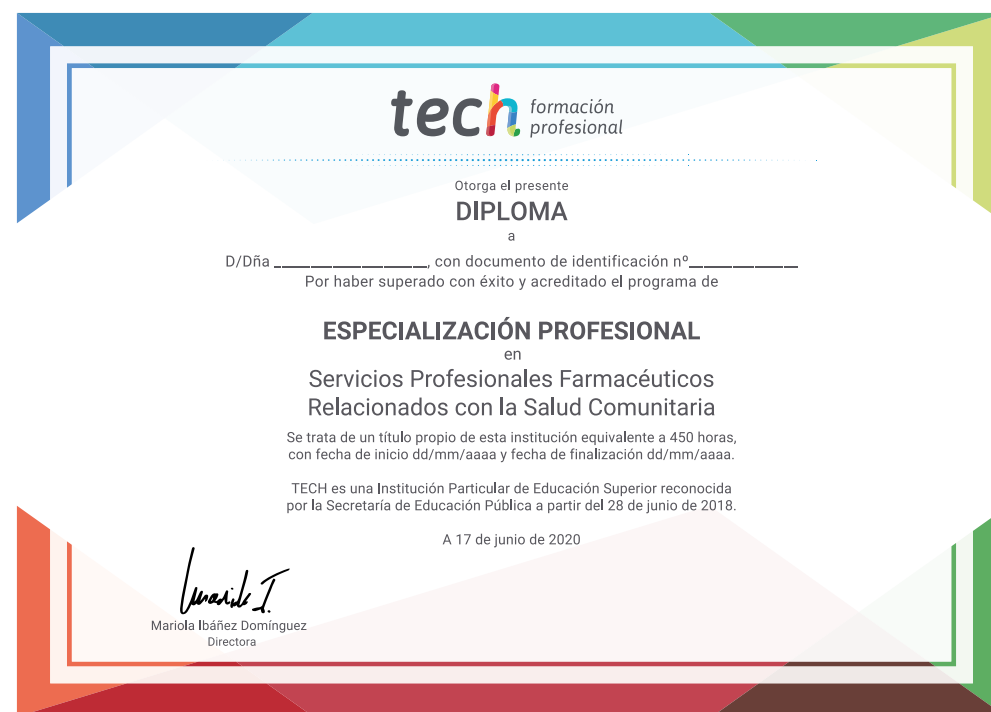 tech formación
profesional
Otorga el presente
DIPLOMA
a
D/Dña ____________________, con documento de identificación nº______________
Por haber superado con éxito y acreditado el programa de
ESPECIALIZACIÓN PROFESIONAL
en
Servicios Profesionales Farmacéuticos
Relacionados con la Salud Comunitaria
Se trata de un título propio de esta institución equivalente a 450 horas,
con fecha de inicio dd/mm/aaaa y fecha de finalización dd/mm/aaaa.
TECH es una Institución Particular de Educación Superior reconocida
por la Secretaría de Educación Pública a partir del 28 de junio de 2018.
A 17 de junio de 2020
Mariola Ibáñez Domínguez
Directora